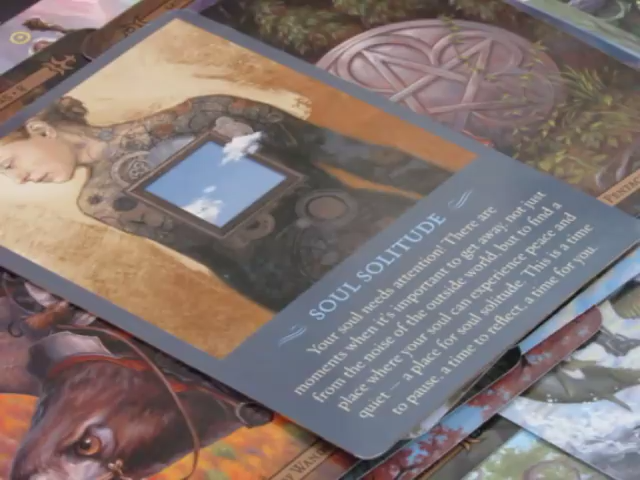 SOUL SOLITUDE
Your soul needs attention! There are
moments when it's important to get away, not just
from the noise of the outside world, but to find a
place where your soul can experience peace and
quiet — a place for soul solitude. This is a time
to pause, a time to reflect, a time for you.